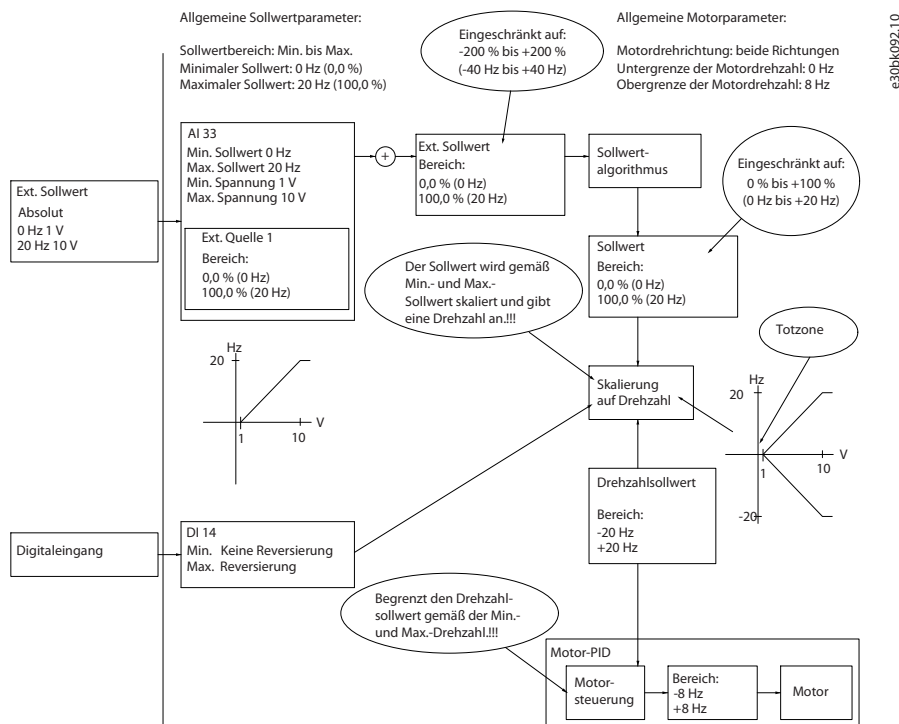 Allgemeine Sollwertparameter:
Sollwertbereich: Min. bis Max.
Minimaler Sollwert: 0 Hz (0,0 %)
Maximaler Sollwert: 20 Hz (100,0 %)
Eingeschränkt auf:
-200 % bis +200 %
(-40 Hz bis +40 Hz)
Allgemeine Motorparameter:
Motordrehrichtung: beide Richtungen
Untergrenze der Motordrehzahl: 0 Hz
Obergrenze der Motordrehzahl: 8 Hz
e30bk092.10
Ext. Sollwert
Absolut
0 Hz 1 V
20 Hz 10 V
AI 33
Min. Sollwert 0 Hz
Max. Sollwert 20 Hz
Min. Spannung 1 V
Max. Spannung 10 V
Ext. Quelle 1
Bereich:
0,0 % (0 Hz)
100,0 % (20 Hz)
+
Ext. Sollwert
Bereich:
0,0 % (0 Hz)
100,0 % (20 Hz)
Sollwert-
algorithmus
Eingeschränkt auf:
0 % bis +100 %
(0 Hz bis +20 Hz)
Sollwert
Bereich:
0,0 % (0 Hz)
100,0 % (20 Hz)
Der Sollwert wird gemäß
Min.- und Max.-
Sollwert skaliert und gibt
eine Drehzahl an.!!!
Totzone
Hz
20
V
1
10
Skalierung
auf Drehzahl
Hz
20
V
1
10
-20
Drehzahlsollwert
Bereich:
-20 Hz
+20 Hz
Digitaleingang
DI 14
Min. Keine Reversierung
Max. Reversierung
Begrenzt den Drehzahl-
sollwert gemäß der Min.-
und Max.-Drehzahl.!!!
Motor-PID
Motor-
steuerung
Bereich:
-8 Hz
+8 Hz
Motor